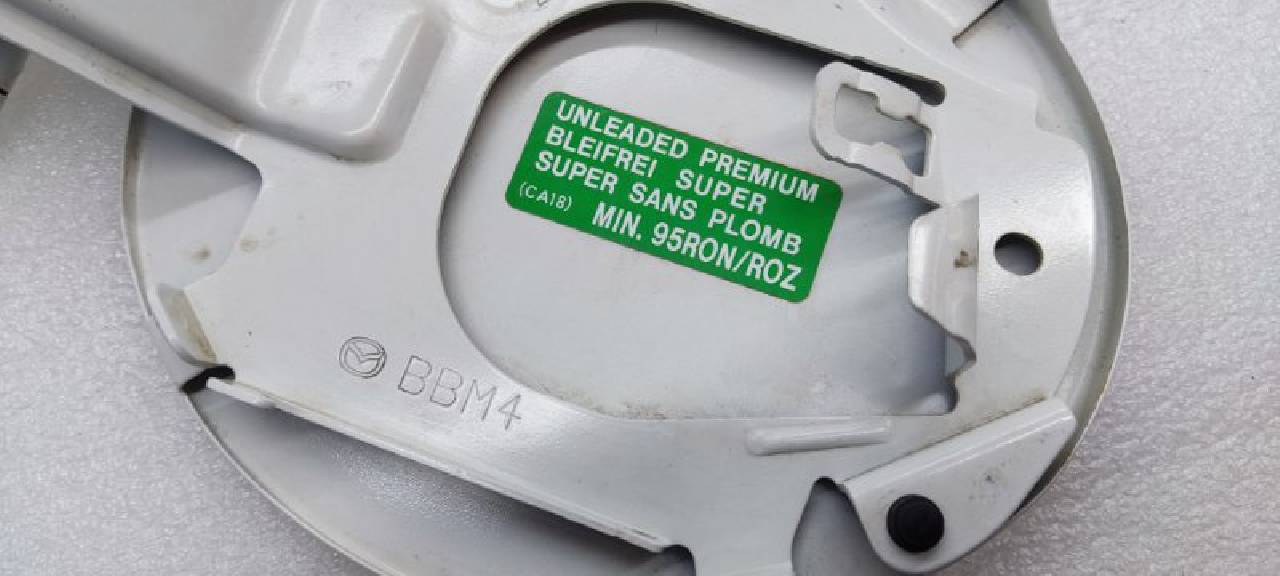 UNLEADED PREMIUM
BLEIFREI SUPER
SUPER SANS PLOMB
(CA18) MIN. 95RON/ROZ
BBM4